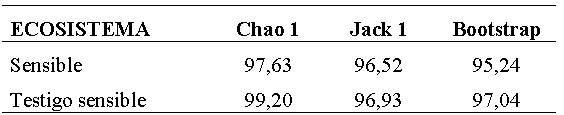 ECOSISTEMA Chao 1 Jack 1 Bootstrap
Sensible 97,63 96,52 95,24
Testigo sensible 99,20 96,93 97,04